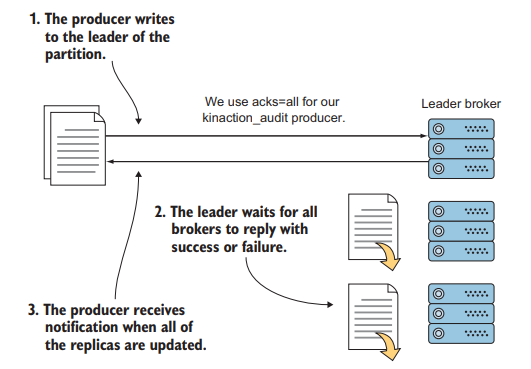 1. The producer writes
to the leader of the
partition.
We use acks=all for our
kinaction_audit producer.
Leader broker
2. The leader waits for all
brokers to reply with
success or failure.
3. The producer receives
notification when all of
the replicas are updated.